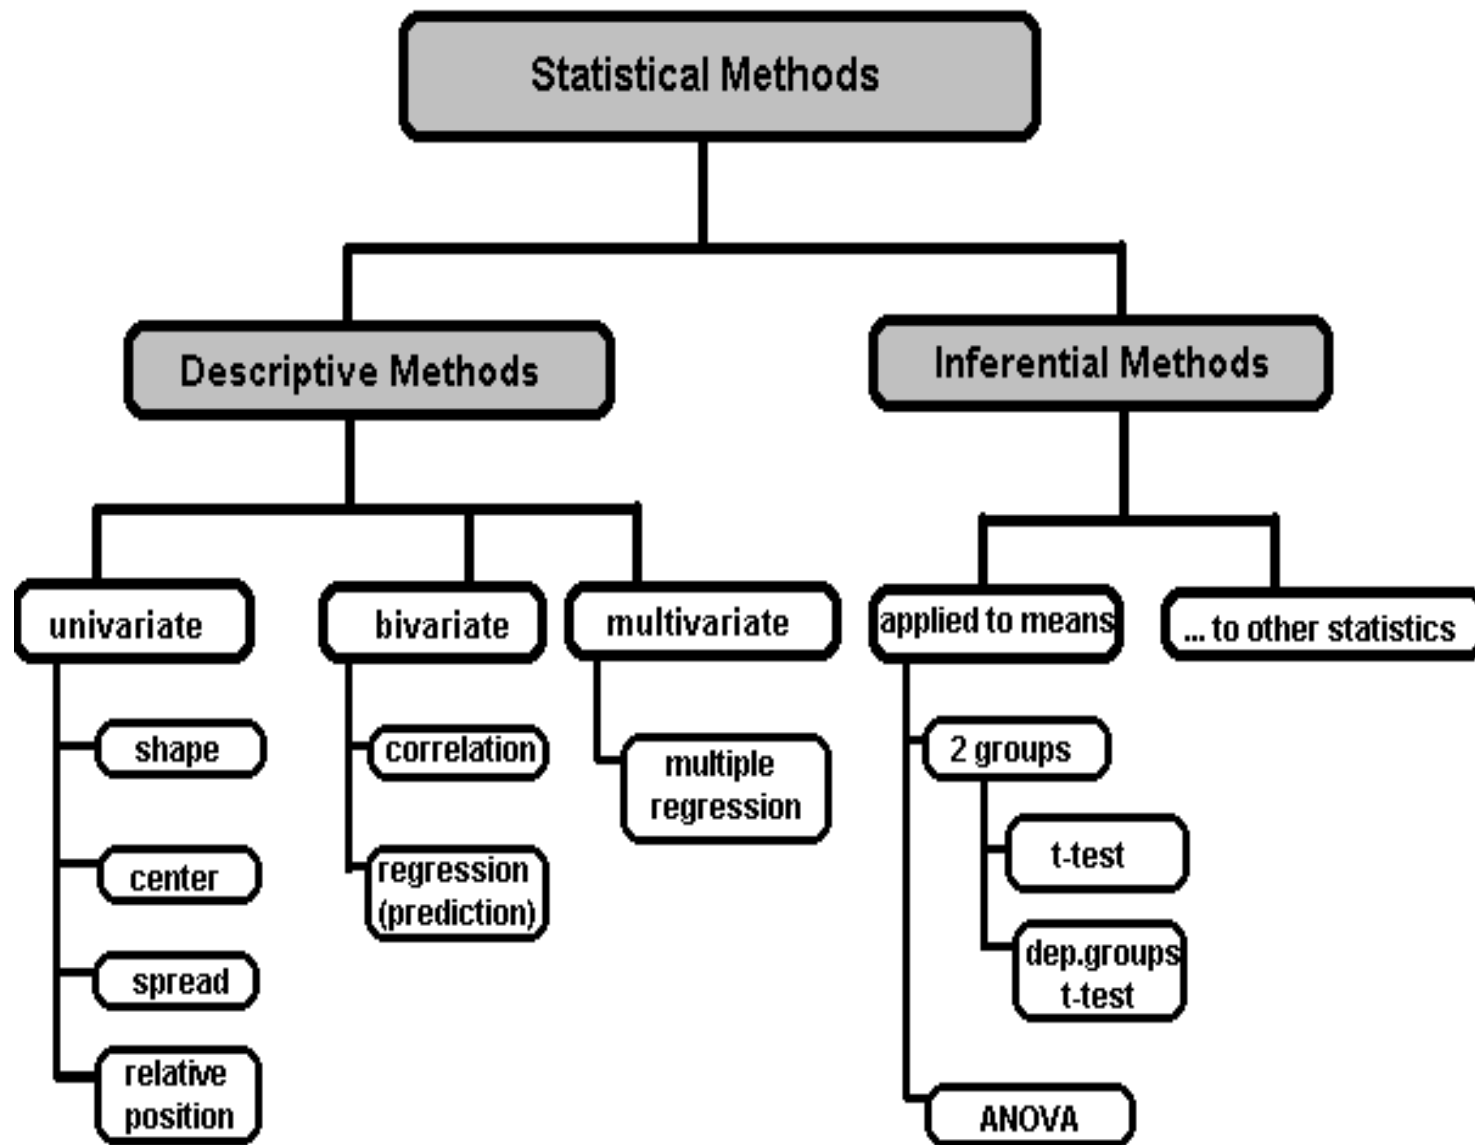 Statistical Methods
Descriptive Methods
Inferential Methods
univariate
bivariate
multivariate
applied to means
... to other statistics
shape
center
spread
relative
position
correlation
regression
(prediction)
multiple
regression
2 groups
t-test
dep.groups
t-test
ANOVA